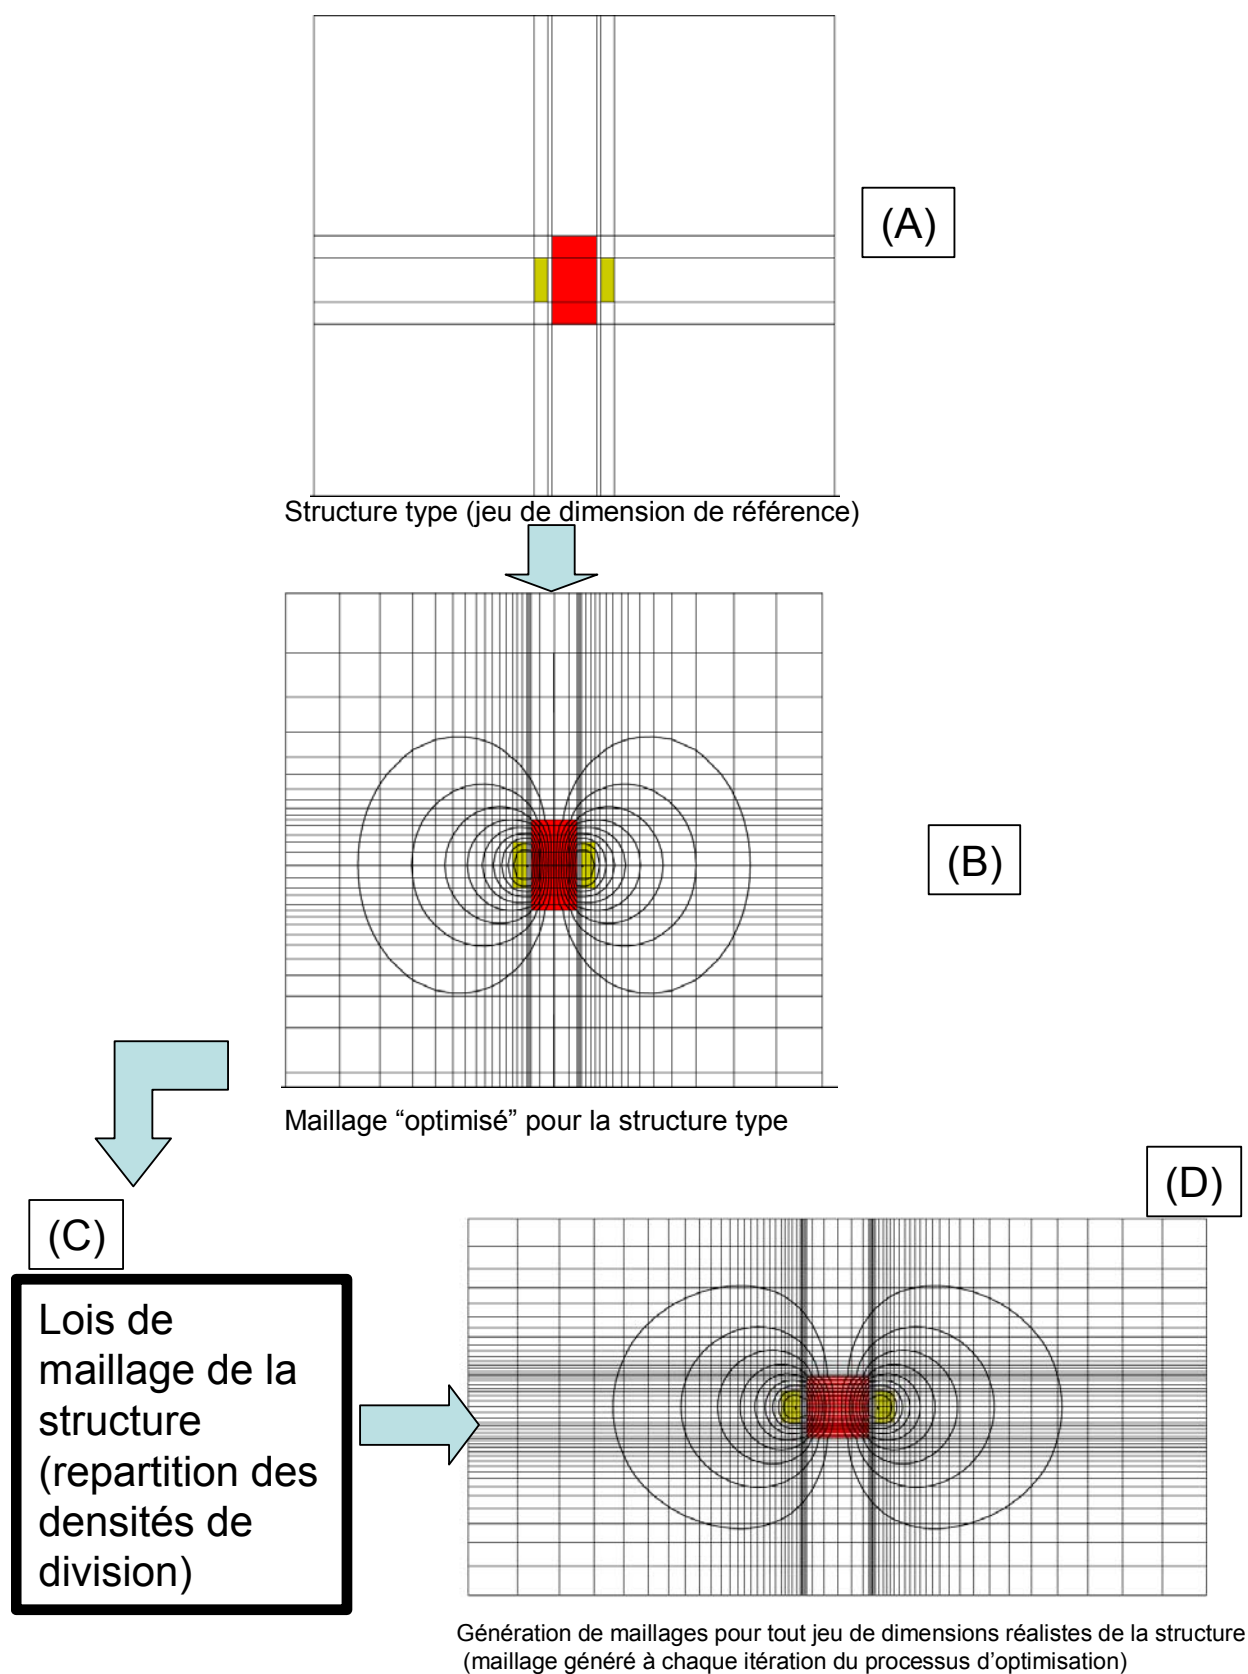 (A)
Structure type (jeu de dimension de référence)
(B)
Maillage “optimisé” pour la structure type
(D)
(C)
Lois de
maillage de la
structure
(repartition des
densités de
division)
Génération de maillages pour tout jeu de dimensions réalistes de la structure
(maillage généré à chaque itération du processus d’optimisation)